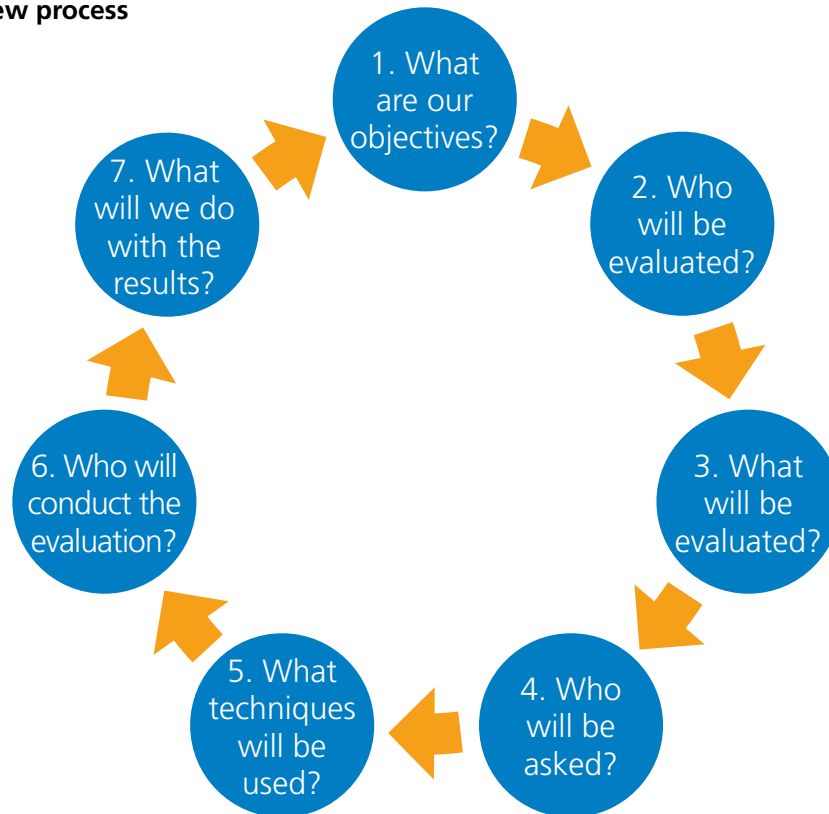 ew process
1. What
are our
objectives?
2. Who
will be
evaluated?
3. What
will be
evaluated?
4. Who
will be
asked?
5. What
techniques
will be
used?
6. Who will
conduct the
evaluation?
7. What
will we do
with the
results?